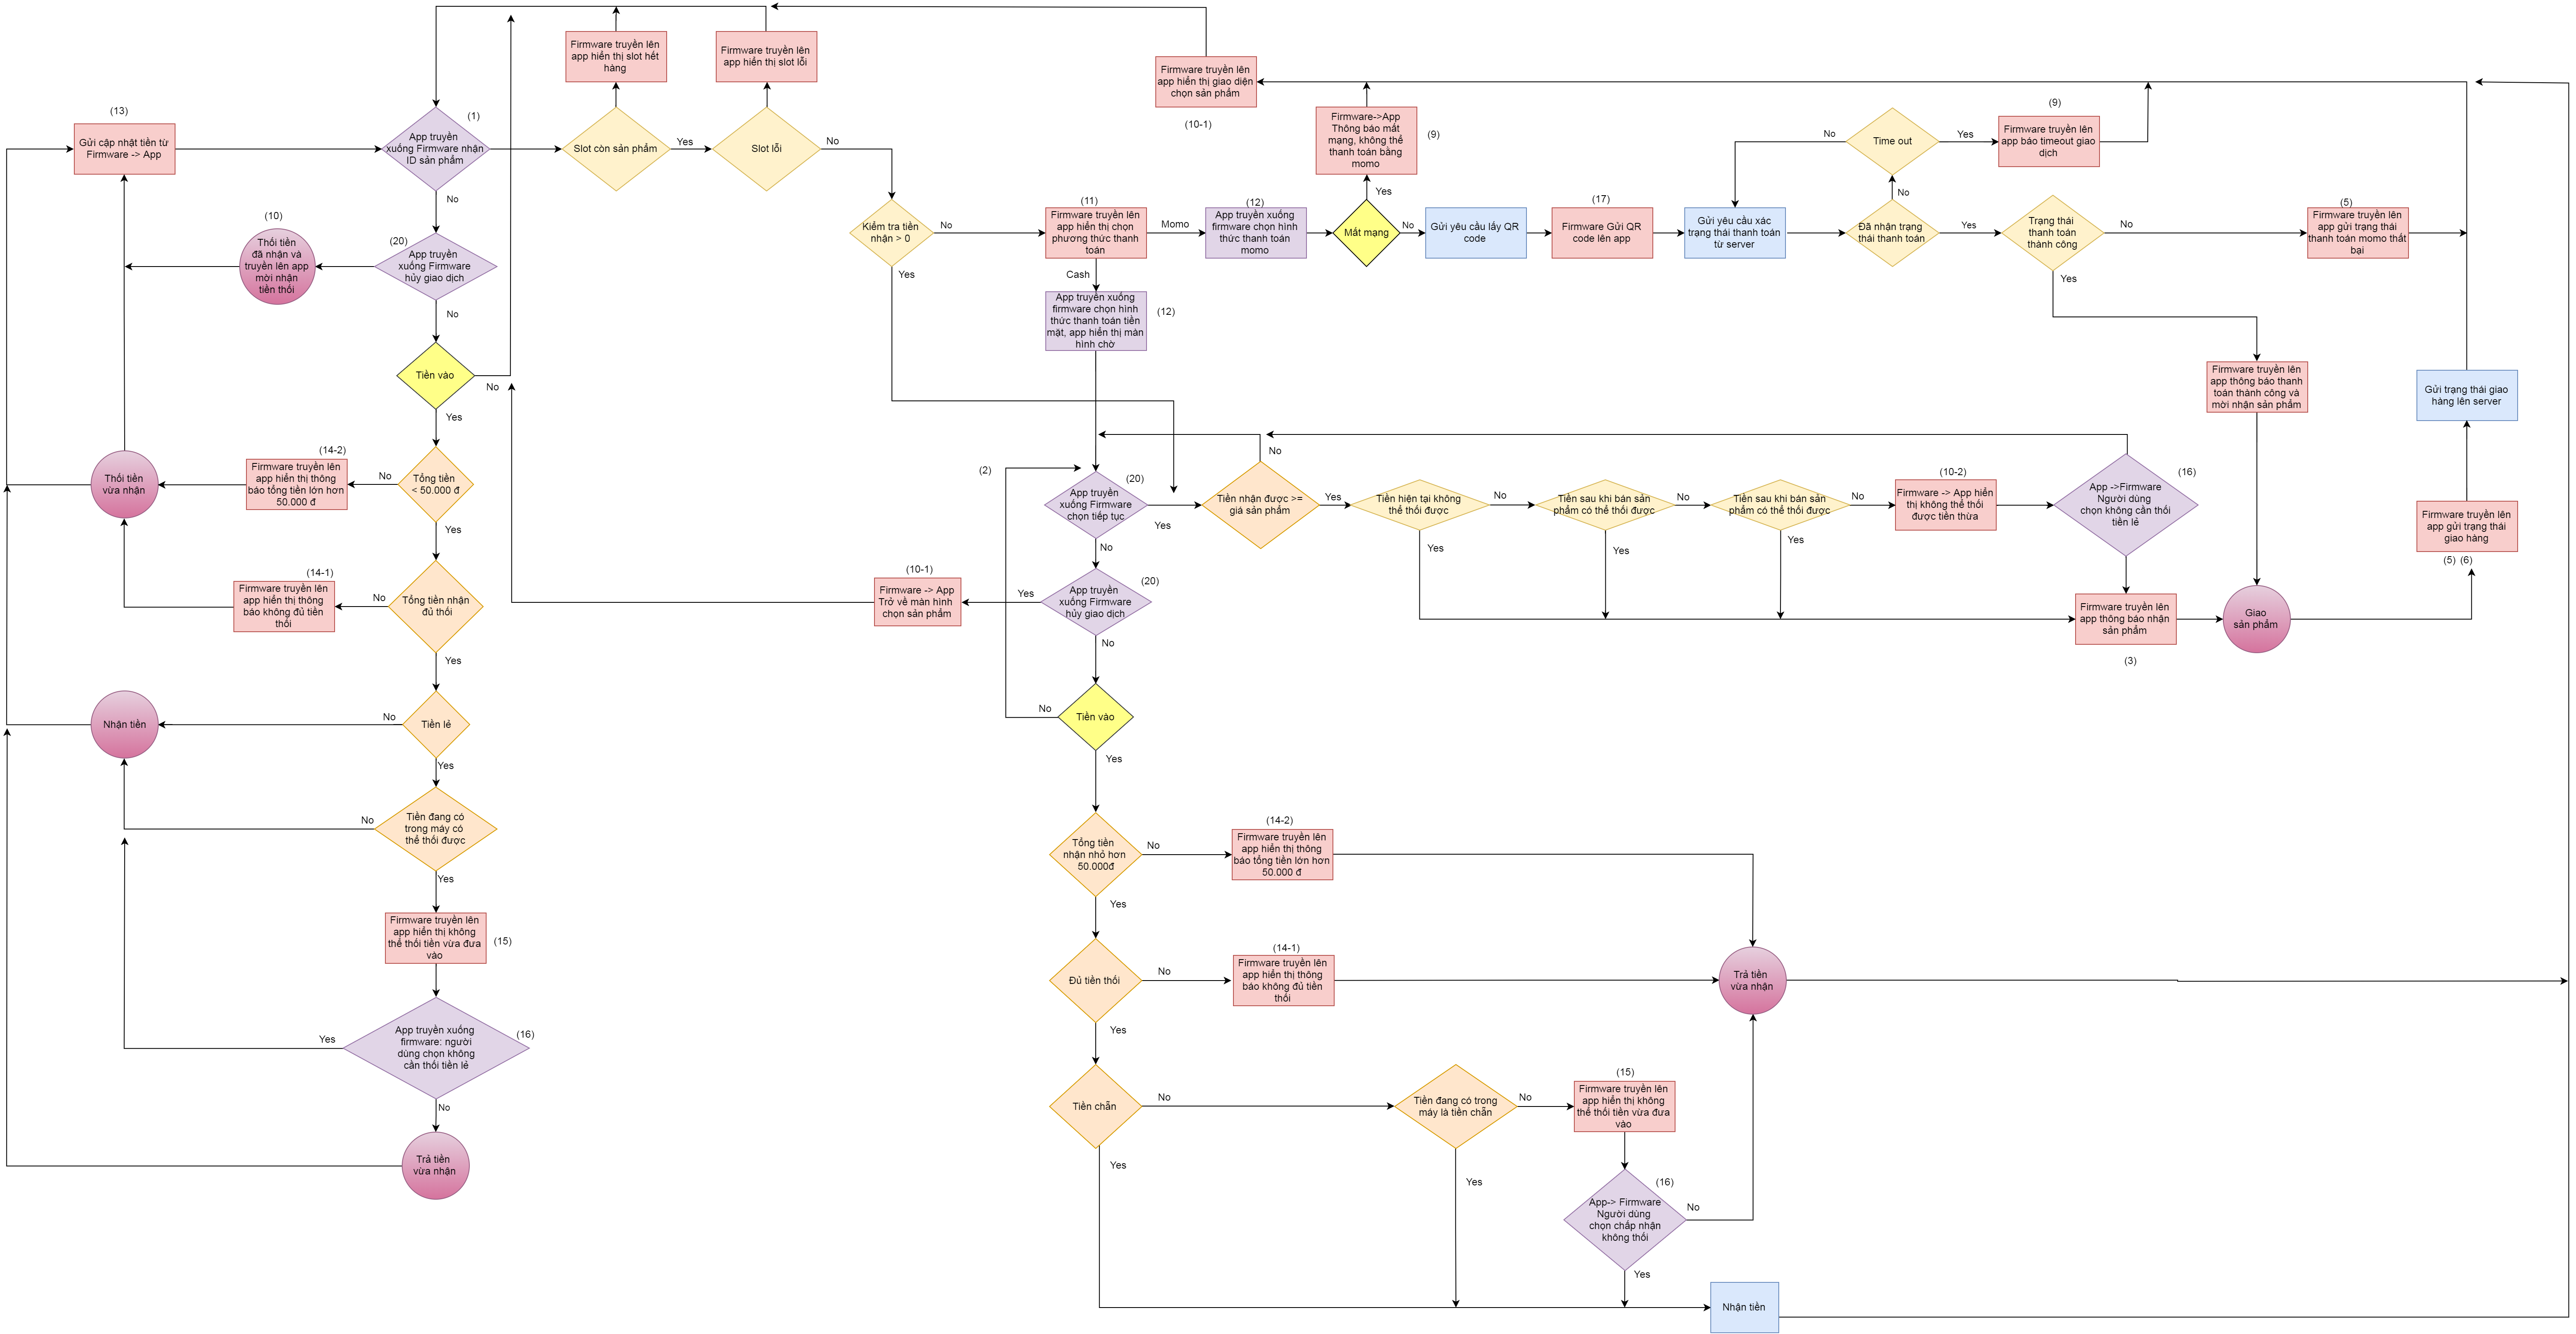 Firmware truyền lên
app hiển thị slot hết
hàng
Firmware truyền lên
app hiển thị slot lỗi
Firmware truyền lên
app hiển thị giao diện
chọn sản phẩm
(10-1)
(13)
Gửi cập nhật tiền từ
Firmware -> App
(1)
App truyền
xuống Firmware nhận
ID sản phẩm
No
Slot còn sản phẩm
Yes
Slot lỗi
No
Firmware->App
Thông báo mất
mạng, không thể
thanh toán bằng
momo
(9)
Yes
No
Time out
Yes
(9)
Firmware truyền lên
app báo timeout giao
dịch
No
(10)
Thối tiền
đã nhận và
truyền lên app
mời nhận
tiền thối
(20)
App truyền
xuống Firmware
hủy giao dịch
No
Kiểm tra tiền
nhận > 0
No
Yes
(11)
Firmware truyền lên
app hiển thị chọn
phương thức thanh
toán
Momo
Cash
(12)
App truyền xuống
firmware chọn hình
thức thanh toán
momo
Mất mạng
No
Gửi yêu cầu lấy QR
code
(17)
Firmware Gửi QR
code lên app
Gửi yêu cầu xác
trạng thái thanh toán
từ server
Đã nhận trạng
thái thanh toán
Yes
Trạng thái
thanh toán
thành công
No
Yes
(5)
Firmware truyền lên
app gửi trạng thái
thanh toán momo thất
bại
App truyền xuống
firmware chọn hình
thức thanh toán tiền
mặt, app hiển thị màn
hình chờ
(12)
Tiền vào
No
Yes
Firmware truyền lên
app thông báo thanh
toán thành công và
mời nhận sản phẩm
Gửi trạng thái giao
hàng lên server
Thối tiền
vừa nhận
(14-2)
Firmware truyền lên
app hiển thị thông
báo tổng tiền lớn hơn
50.000 đ
No
Tổng tiền
< 50.000 đ
Yes
(2)
(20)
App truyền
xuống Firmware
chọn tiếp tục
Yes
No
No
Tiền nhận được >=
giá sản phẩm
Yes
Tiền hiện tại không
thể thối được
No
Yes
Tiền sau khi bán sản
phẩm có thể thối được
No
Yes
Tiền sau khi bán sản
phẩm có thể thối được
No
Yes
(10-2)
Firmware -> App hiển
thị không thể thối
được tiền thừa
(16)
App ->Firmware
Người dùng
chọn không cần thối
tiền lẻ
Firmware truyền lên
app gửi trạng thái
giao hàng
(5) (6)
(14-1)
Firmware truyền lên
app hiển thị thông
báo không đủ tiền
thối
No
Tổng tiền nhận
đủ thối
Yes
(10-1)
Firmware -> App
Trở về màn hình
chọn sản phẩm
Yes
(20)
App truyền
xuống Firmware
hủy giao dịch
No
Firmware truyền lên
app thông báo nhận
sản phẩm
(3)
Giao
sản phẩm
Nhận tiền
No
Tiền lẻ
Yes
No
Tiền vào
Yes
No
Tiền đang có
trong máy có
thể thối được
Yes
Tổng tiền
nhận nhỏ hơn
50.000đ
No
Yes
(14-2)
Firmware truyền lên
app hiển thị thông
báo tổng tiền lớn hơn
50.000 đ
Firmware truyền lên
app hiển thị không
thể thối tiền vừa đưa
vào
(15)
Đủ tiền thối
No
Yes
(14-1)
Firmware truyền lên
app hiển thị thông
báo không đủ tiền
thối
Trả tiền
vừa nhận
Yes
App truyền xuống
firmware: người
dùng chọn không
cần thối tiền lẻ
(16)
No
Tiền chẵn
No
Yes
Tiền đang có trong
máy là tiền chẵn
No
Yes
(15)
Firmware truyền lên
app hiển thị không
thể thối tiền vừa đưa
vào
Trả tiền
vừa nhận
(16)
App-> Firmware
Người dùng
chọn chấp nhận
không thối
No
Yes
Nhận tiền